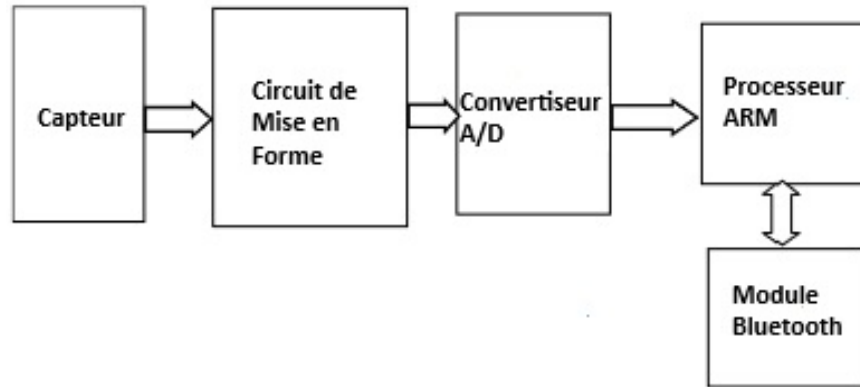 Capteur
Circuit de
Mise en
Forme
Convertiseur
A/D
Processeur
ARM
Module
Bluetooth